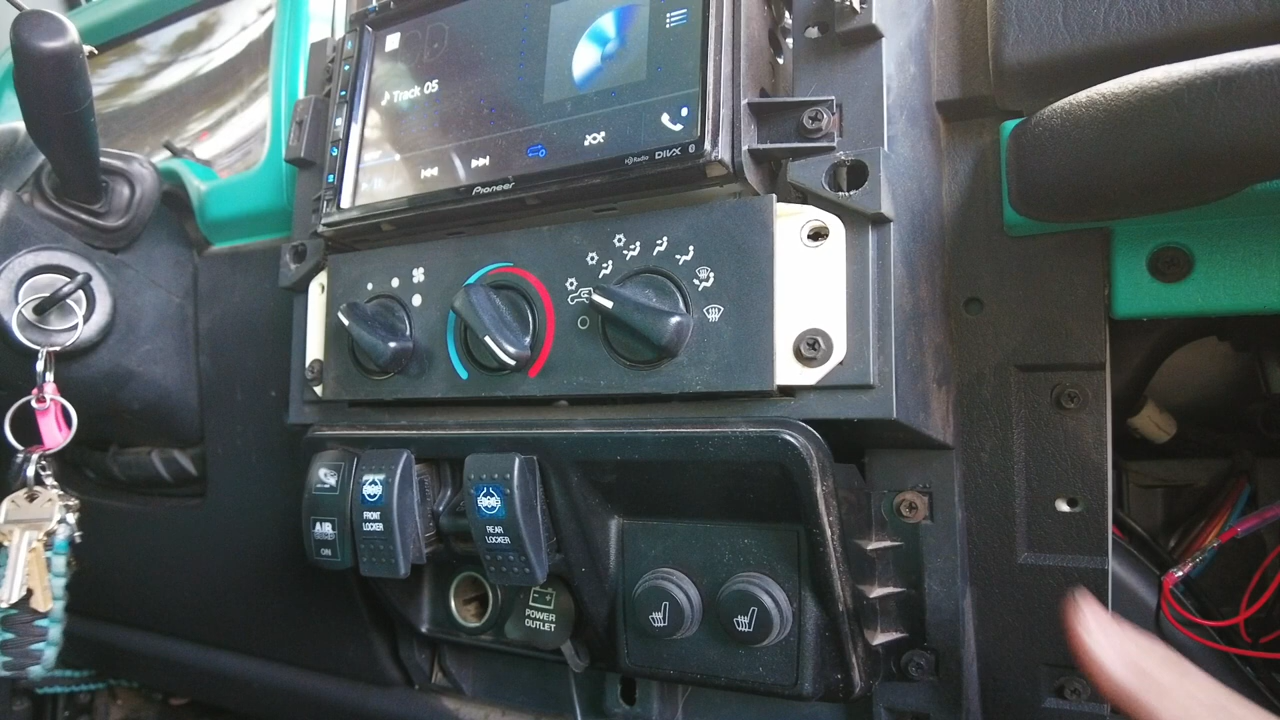 Track 05
HD Radio
DIVX
Pioneer
AIR
ON
FRONT
LOCKER
REAR
LOCKER
POWER
OUTLET